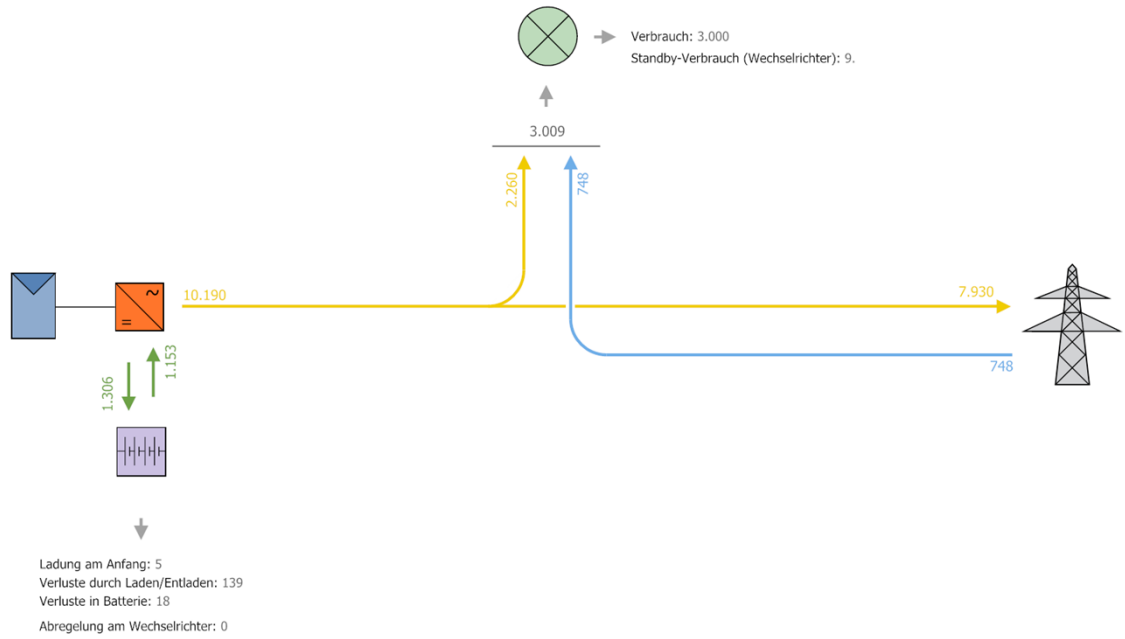 Verbrauch: 3.000
Standby-Verbrauch (Wechselrichter): 9.
3.009
2.260
748
10.190
7.930
748
1.306
1.153
Ladung am Anfang: 5
Verluste durch Laden/Entladen: 139
Verluste in Batterie: 18
Abregelung am Wechselrichter: 0